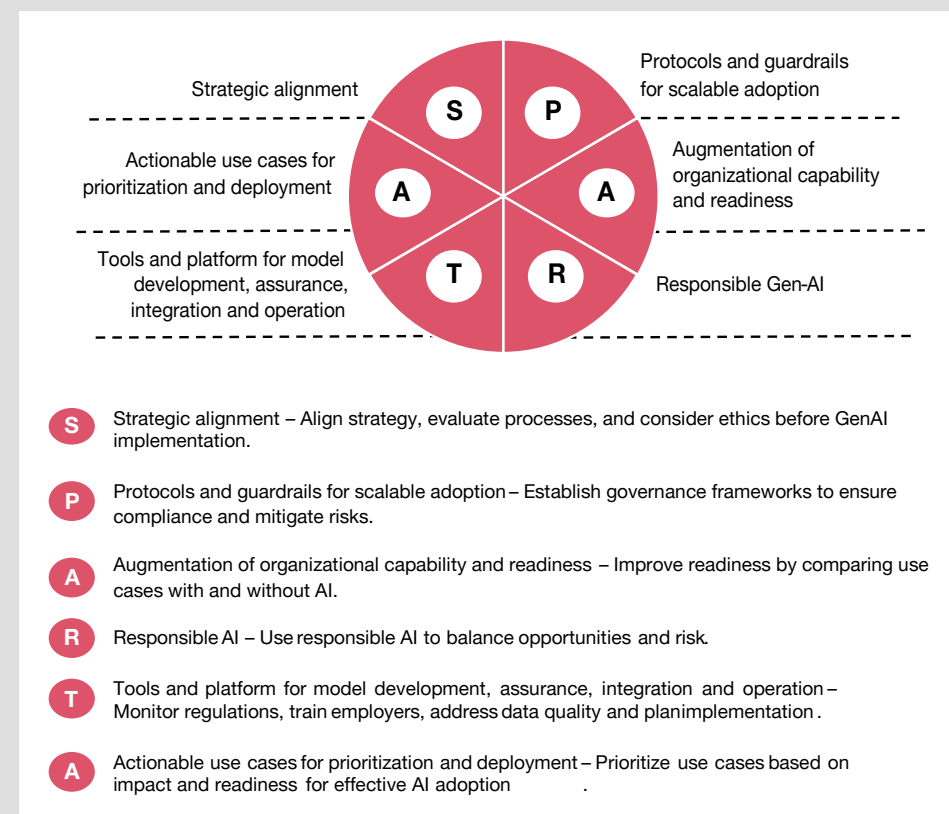 Strategic alignment
Actionable use cases for
prioritization and deployment
Tools and platform for model
development, assurance,
integration and operation
S
P
A
A
T
R
Protocols and guardrails
for scalable adoption
Augmentation of
organizational capability
and readiness
Responsible Gen-AI
S
Strategic alignment – Align strategy, evaluate processes, and consider ethics before GenAI
implementation.
P
Protocols and guardrails for scalable adoption – Establish governance frameworks to ensure
compliance and mitigate risks.
A
Augmentation of organizational capability and readiness – Improve readiness by comparing use
cases with and without AI.
R
Responsible AI – Use responsible AI to balance opportunities and risk.
T
Tools and platform for model development, assurance, integration and operation –
Monitor regulations, train employers, address data quality and planimplementation .
A
Actionable use cases for prioritization and deployment – Prioritize use cases based on
impact and readiness for effective AI adoption .